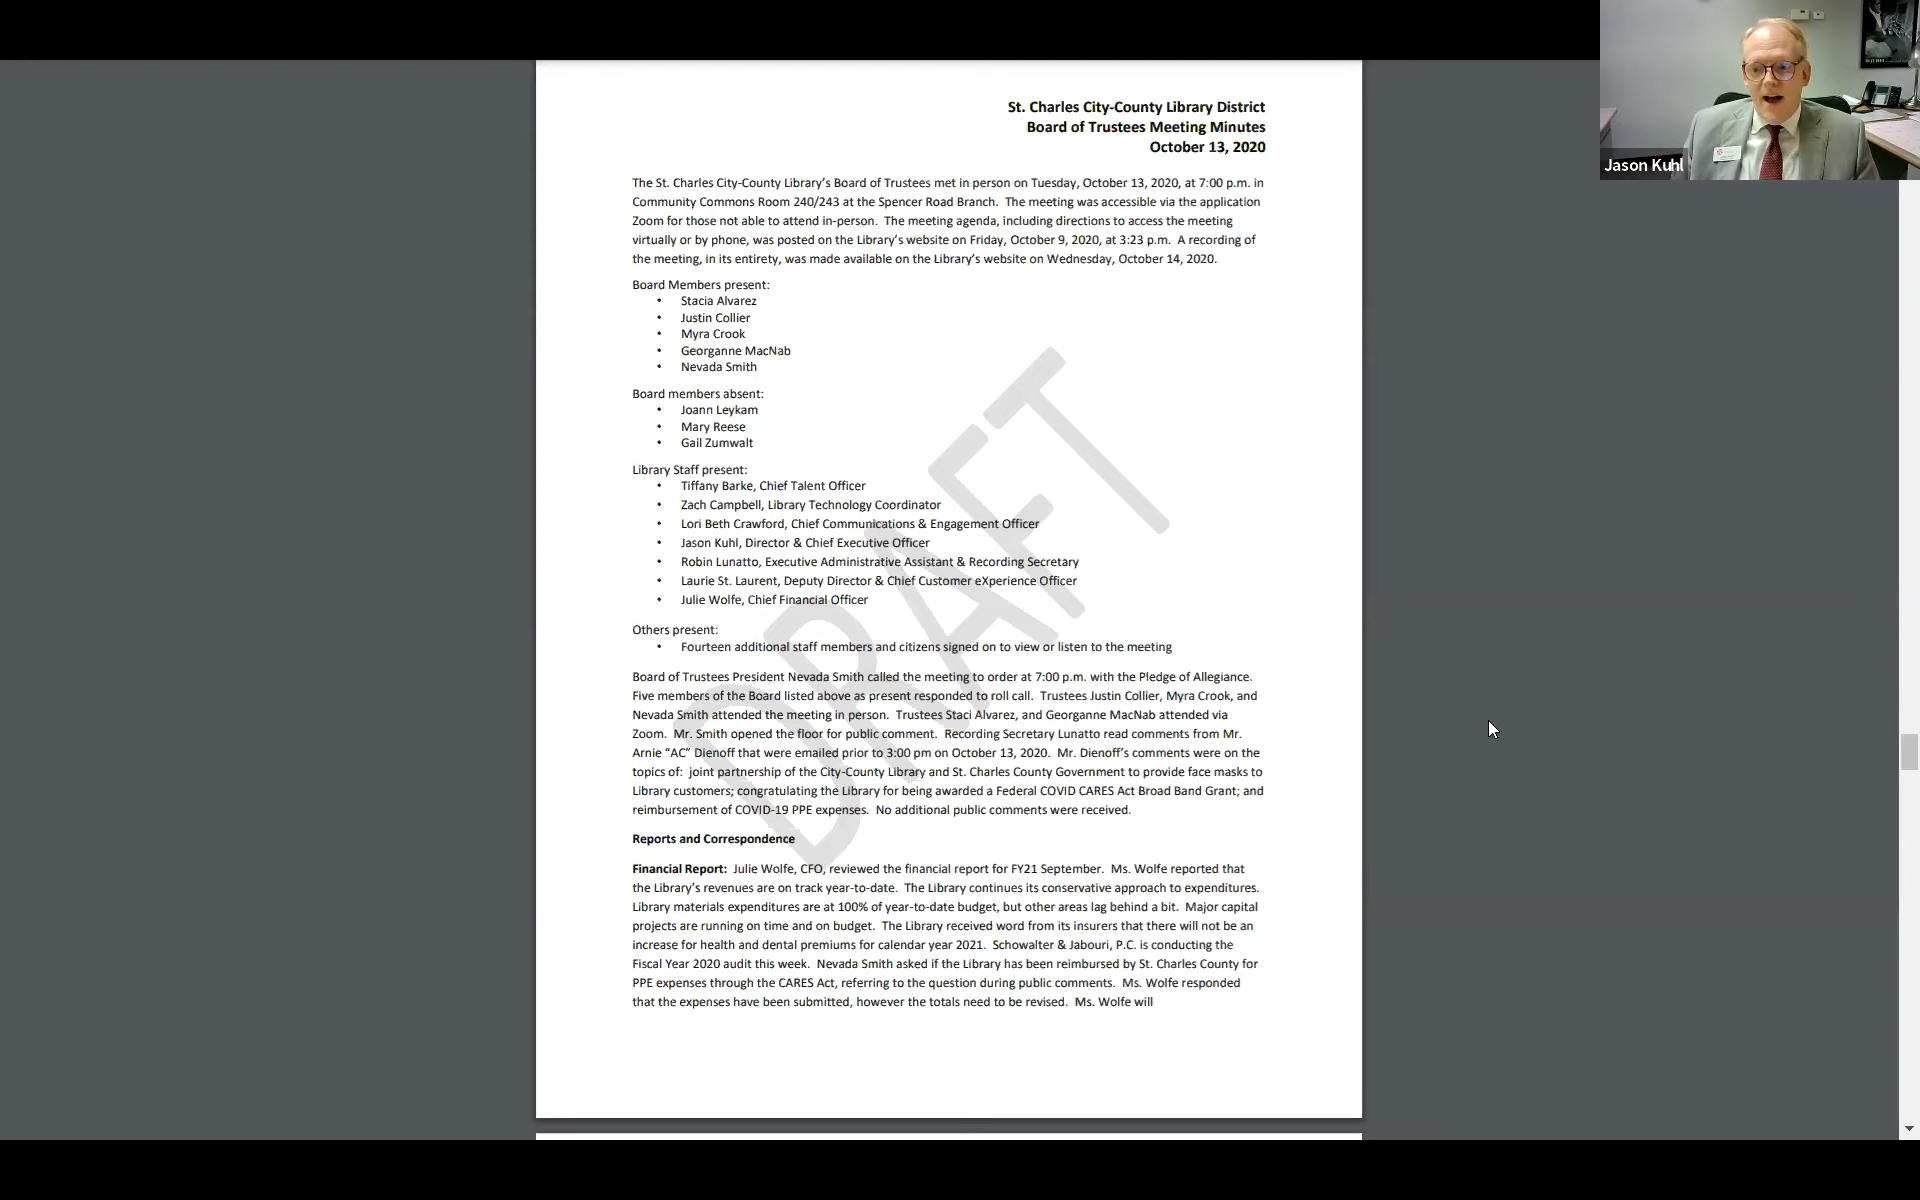 St. Charles City-County Library District
Board of Trustees Meeting Minutes
October 13, 2020
Jason Kuhl
The St. Charles City-County Library's Board of Trustees met in person on Tuesday, October 13, 2020, at 7:00 p.m. in
Community Commons Room 240/243 at the Spencer Road Branch.  The meeting was accessible via the application
Zoom for those not able to attend in-person.  The meeting agenda, including directions to access the meeting
virtually or by phone, was posted on the Library's website on Friday, October 9, 2020, at 3:23 p.m.  A recording of
the meeting, in its entirety, was made available on the Library's website on Wednesday, October 14, 2020.
Board Members present:
• Stacia Alvarez
• Justin Collier
• Myra Crook
• Georganne MacNab
• Nevada Smith
Board members absent:
• Joann Leykam
• Mary Reese
• Gail Zumwalt
Library Staff present:
• Tiffany Barke, Chief Talent Officer
• Zach Campbell, Library Technology Coordinator
• Lori Beth Crawford, Chief Communications & Engagement Officer
• Jason Kuhl, Director & Chief Executive Officer
• Robin Lunatto, Executive Administrative Assistant & Recording Secretary
• Laurie St. Laurent, Deputy Director & Chief Customer eXperience Officer
• Julie Wolfe, Chief Financial Officer
Others present:
• Fourteen additional staff members and citizens signed on to view or listen to the meeting
Board of Trustees President Nevada Smith called the meeting to order at 7:00 p.m. with the Pledge of Allegiance.
Five members of the Board listed above as present responded to roll call.  Trustees Justin Collier, Myra Crook, and
Nevada Smith attended the meeting in person.  Trustees Staci Alvarez, and Georganne MacNab attended via
Zoom.  Mr. Smith opened the floor for public comment.  Recording Secretary Lunatto read comments from Mr.
Arnie “AC” Dienoff that were emailed prior to 3:00 pm on October 13, 2020.  Mr. Dienoff's comments were on the
topics of:  joint partnership of the City-County Library and St. Charles County Government to provide face masks to
Library customers; congratulating the Library for being awarded a Federal COVID CARES Act Broad Band Grant; and
reimbursement of COVID-19 PPE expenses.  No additional public comments were received.
Reports and Correspondence
Financial Report:  Julie Wolfe, CFO, reviewed the financial report for FY21 September.  Ms. Wolfe reported that
the Library's revenues are on track year-to-date.  The Library continues its conservative approach to expenditures.
Library materials expenditures are at 100% of year-to-date budget, but other areas lag behind a bit.  Major capital
projects are running on time and on budget.  The Library received word from its insurers that there will not be an
increase for health and dental premiums for calendar year 2021.  Schowalter & Jabouri, P.C. is conducting the
Fiscal Year 2020 audit this week.  Nevada Smith asked if the Library has been reimbursed by St. Charles County for
PPE expenses through the CARES Act, referring to the question during public comments.  Ms. Wolfe responded
that the expenses have been submitted, however the totals need to be revised.  Ms. Wolfe will
DRAFT